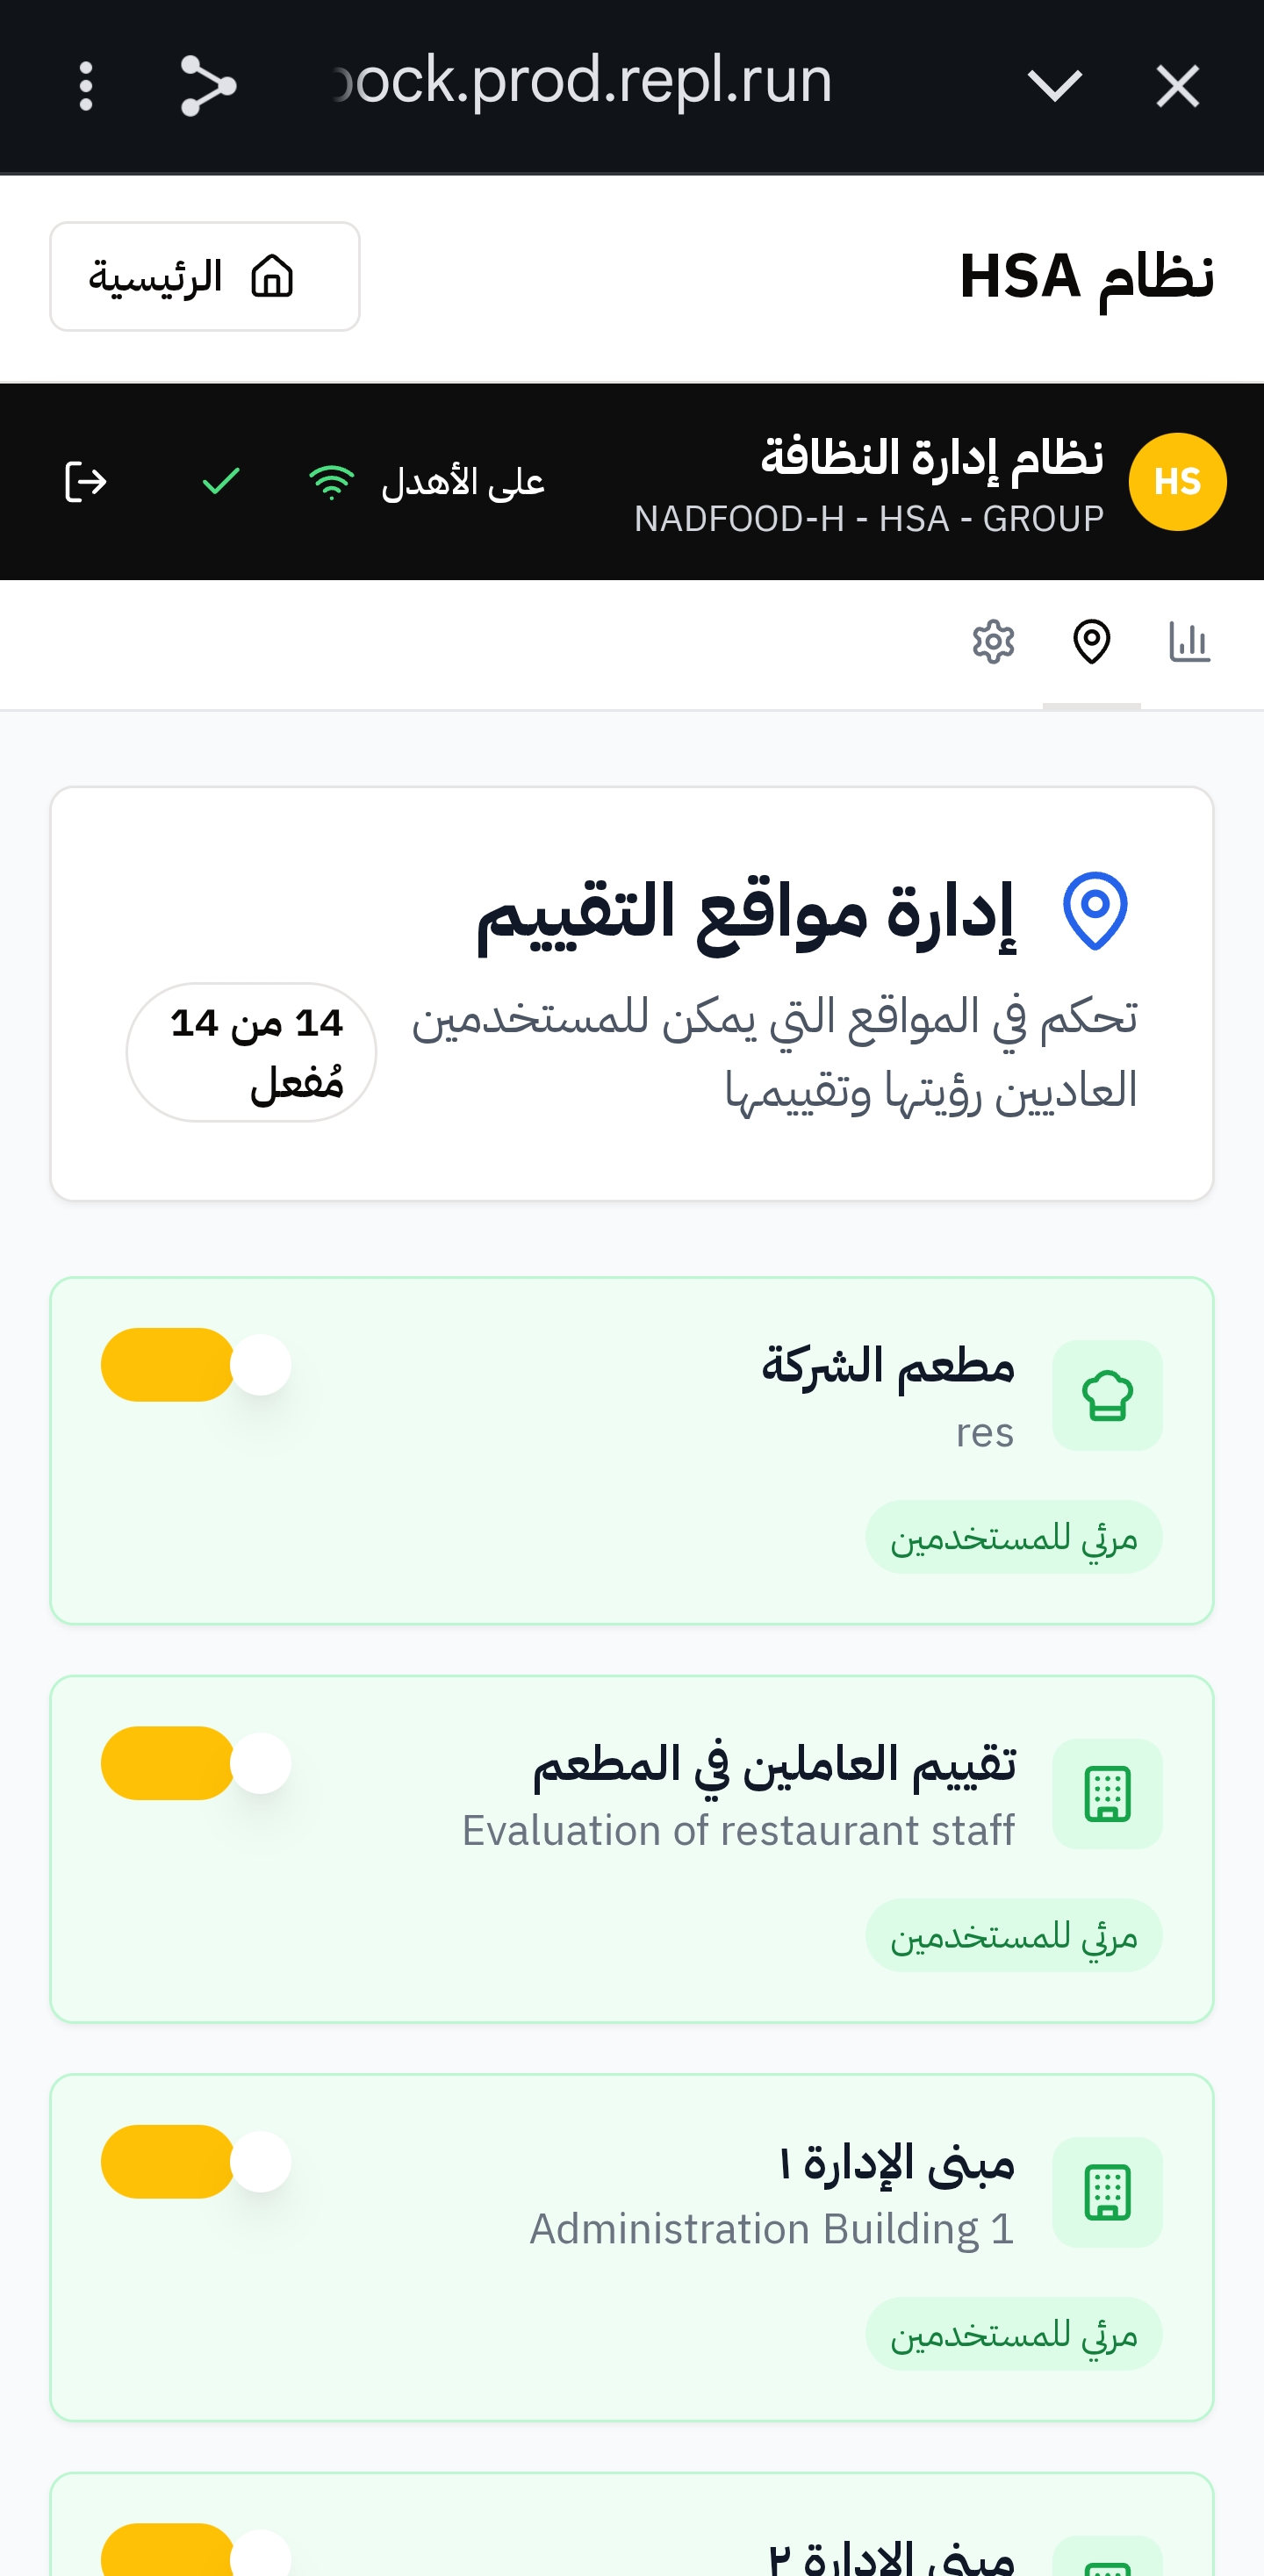 ock.prod.repl.run
نظام HSA
الرئيسية
HS
نظام إدارة النظافة
NADFOOD-H - HSA - GROUP
على الأهدل
إدارة مواقع التقييم
تحكم في المواقع التي يمكن للمستخدمين
العاديين رؤيتها وتقييمها
14 من 14
مُفعل
مطعم الشركة
res
مرئي للمستخدمين
تقييم العاملين في المطعم
Evaluation of restaurant staff
مرئي للمستخدمين
مبنى الإدارة ١
Administration Building 1
مرئي للمستخدمين
مبنى الإدارة ٢